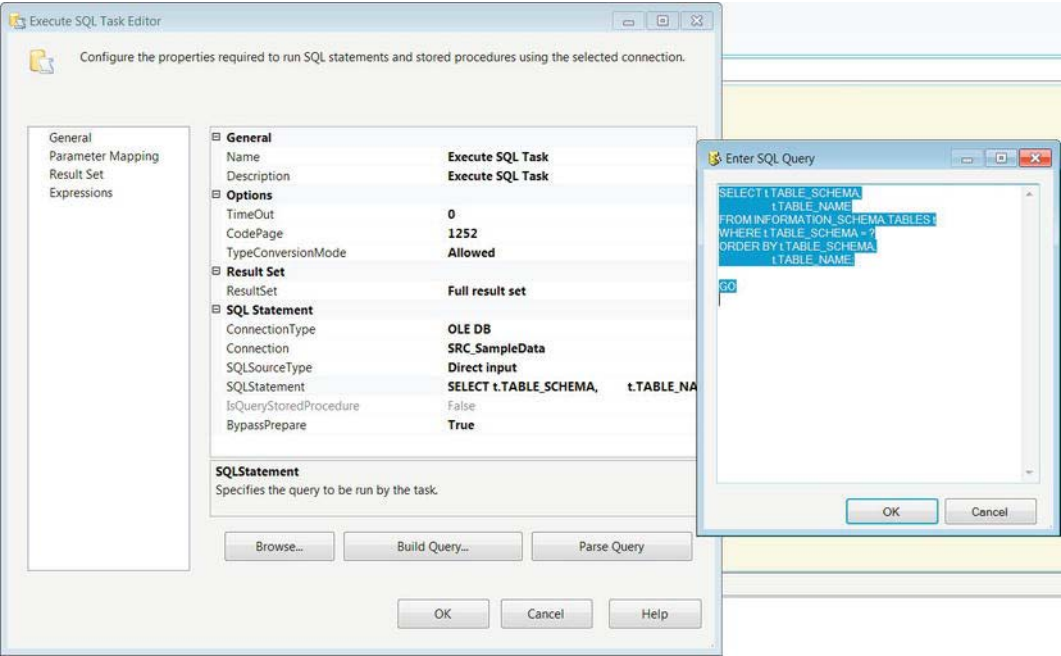 Execute SQL Task Editor
Configure the properties required to run SQL statements and stored procedures using the selected connection.
General
Parameter Mapping
Result Set
Expressions
General
Name Execute SQL Task
Description Execute SQL Task
Options
TimeOut 0
CodePage 1252
TypeConversionMode Allowed
Result Set
ResultSet Full result set
SQL Statement
ConnectionType OLE DB
Connection SRC_SampleData
SQLSourceType Direct input
SQLStatement SELECT t.TABLE_SCHEMA, t.TABLE_NA
IsQueryStoredProcedure False
BypassPrepare True
SQLStatement
Specifies the query to be run by the task.
Browse... Build Query... Parse Query
OK Cancel Help
Enter SQL Query
SELECT t.TABLE_SCHEMA,
t.TABLE_NAME
FROM INFORMATION_SCHEMA.TABLES t
WHERE t.TABLE_SCHEMA = ?
ORDER BY t.TABLE_SCHEMA,
t.TABLE_NAME;
GO
OK Cancel